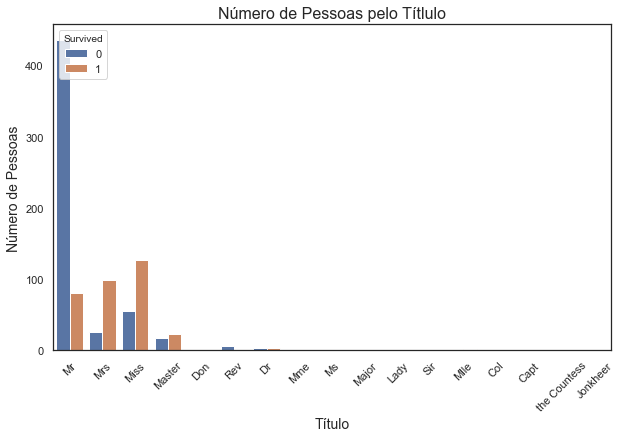 Número de Pessoas pelo Títlulo
Survived
0
1
Número de Pessoas
400
300
200
100
0
Mr
Mrs
Miss
Master
Don
Rev
Dr
Mme
Ms
Major
Lady
Sir
Mlle
Col
Capt
the Countess
Jonkheer
Título